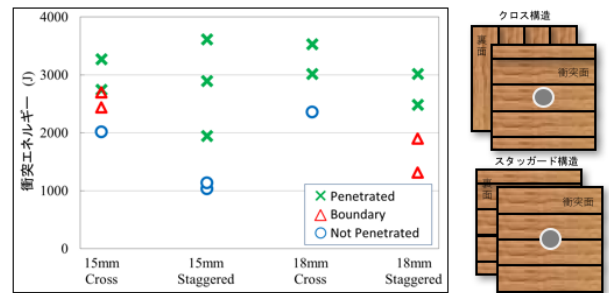 衝突エネルギー (J)
4000
3000
2000
1000
0
Penetrated
Boundary
Not Penetrated
15mm
Cross
15mm
Staggered
18mm
Cross
18mm
Staggered
クロス構造
裏面
衝突面
スタッガード構造
裏面
衝突面